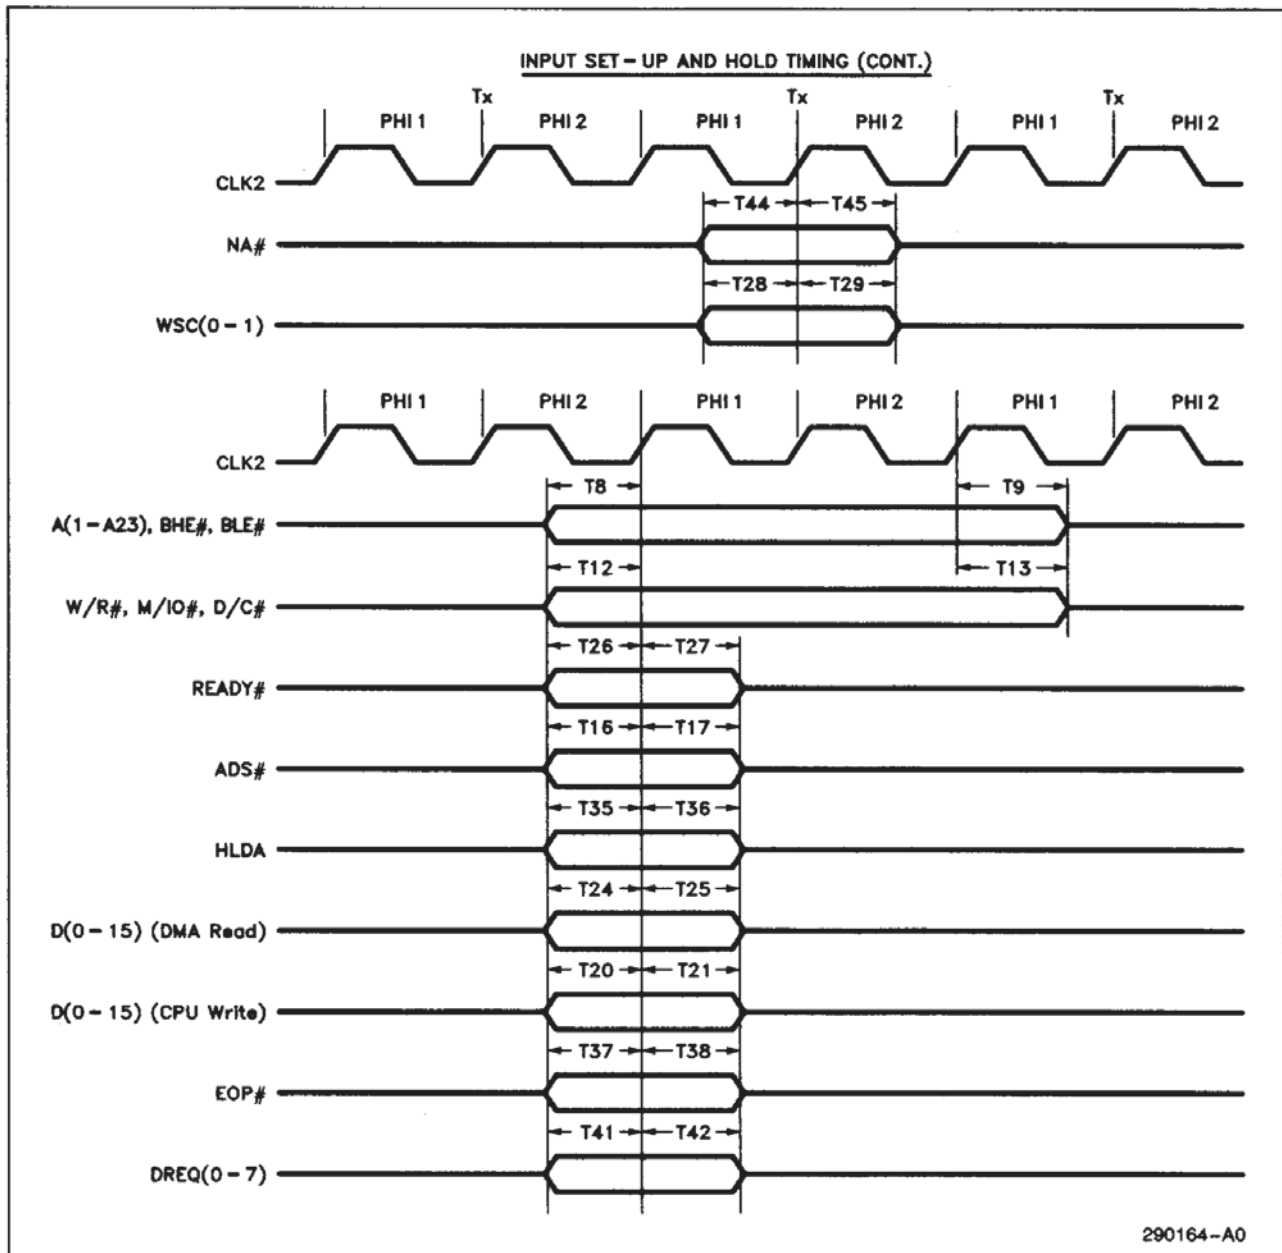 INPUT SET-UP AND HOLD TIMING (CONT.)
Tx Tx Tx
PHI 1 PHI 2 PHI 1 PHI 2 PHI 1 PHI 2
CLK2
T44 T45
NA#
T28 T29
WSC(0-1)
PHI 1 PHI 2 PHI 1 PHI 2 PHI 1 PHI 2
CLK2
T8 T9
A(1-A23), BHE#, BLE#
T12 T13
W/R#, M/IO#, D/C#
T26 T27
READY#
T16 T17
ADS#
T35 T36
HLDA
T24 T25
D(0-15) (DMA Read)
T20 T21
D(0-15) (CPU Write)
T37 T38
EOP#
T41 T42
DREQ(0-7)
290164-A0